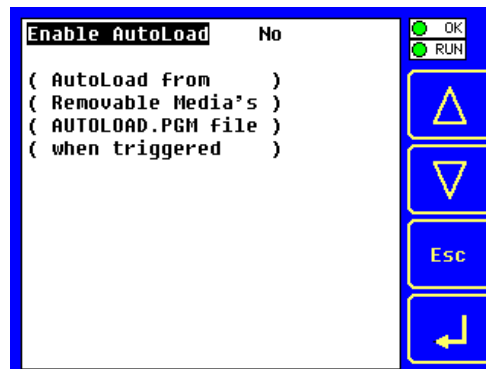 Enable AutoLoad No
( AutoLoad from )
( Removable Media's )
( AUTOLOAD.PGM file )
( when triggered )
OK
RUN
Esc